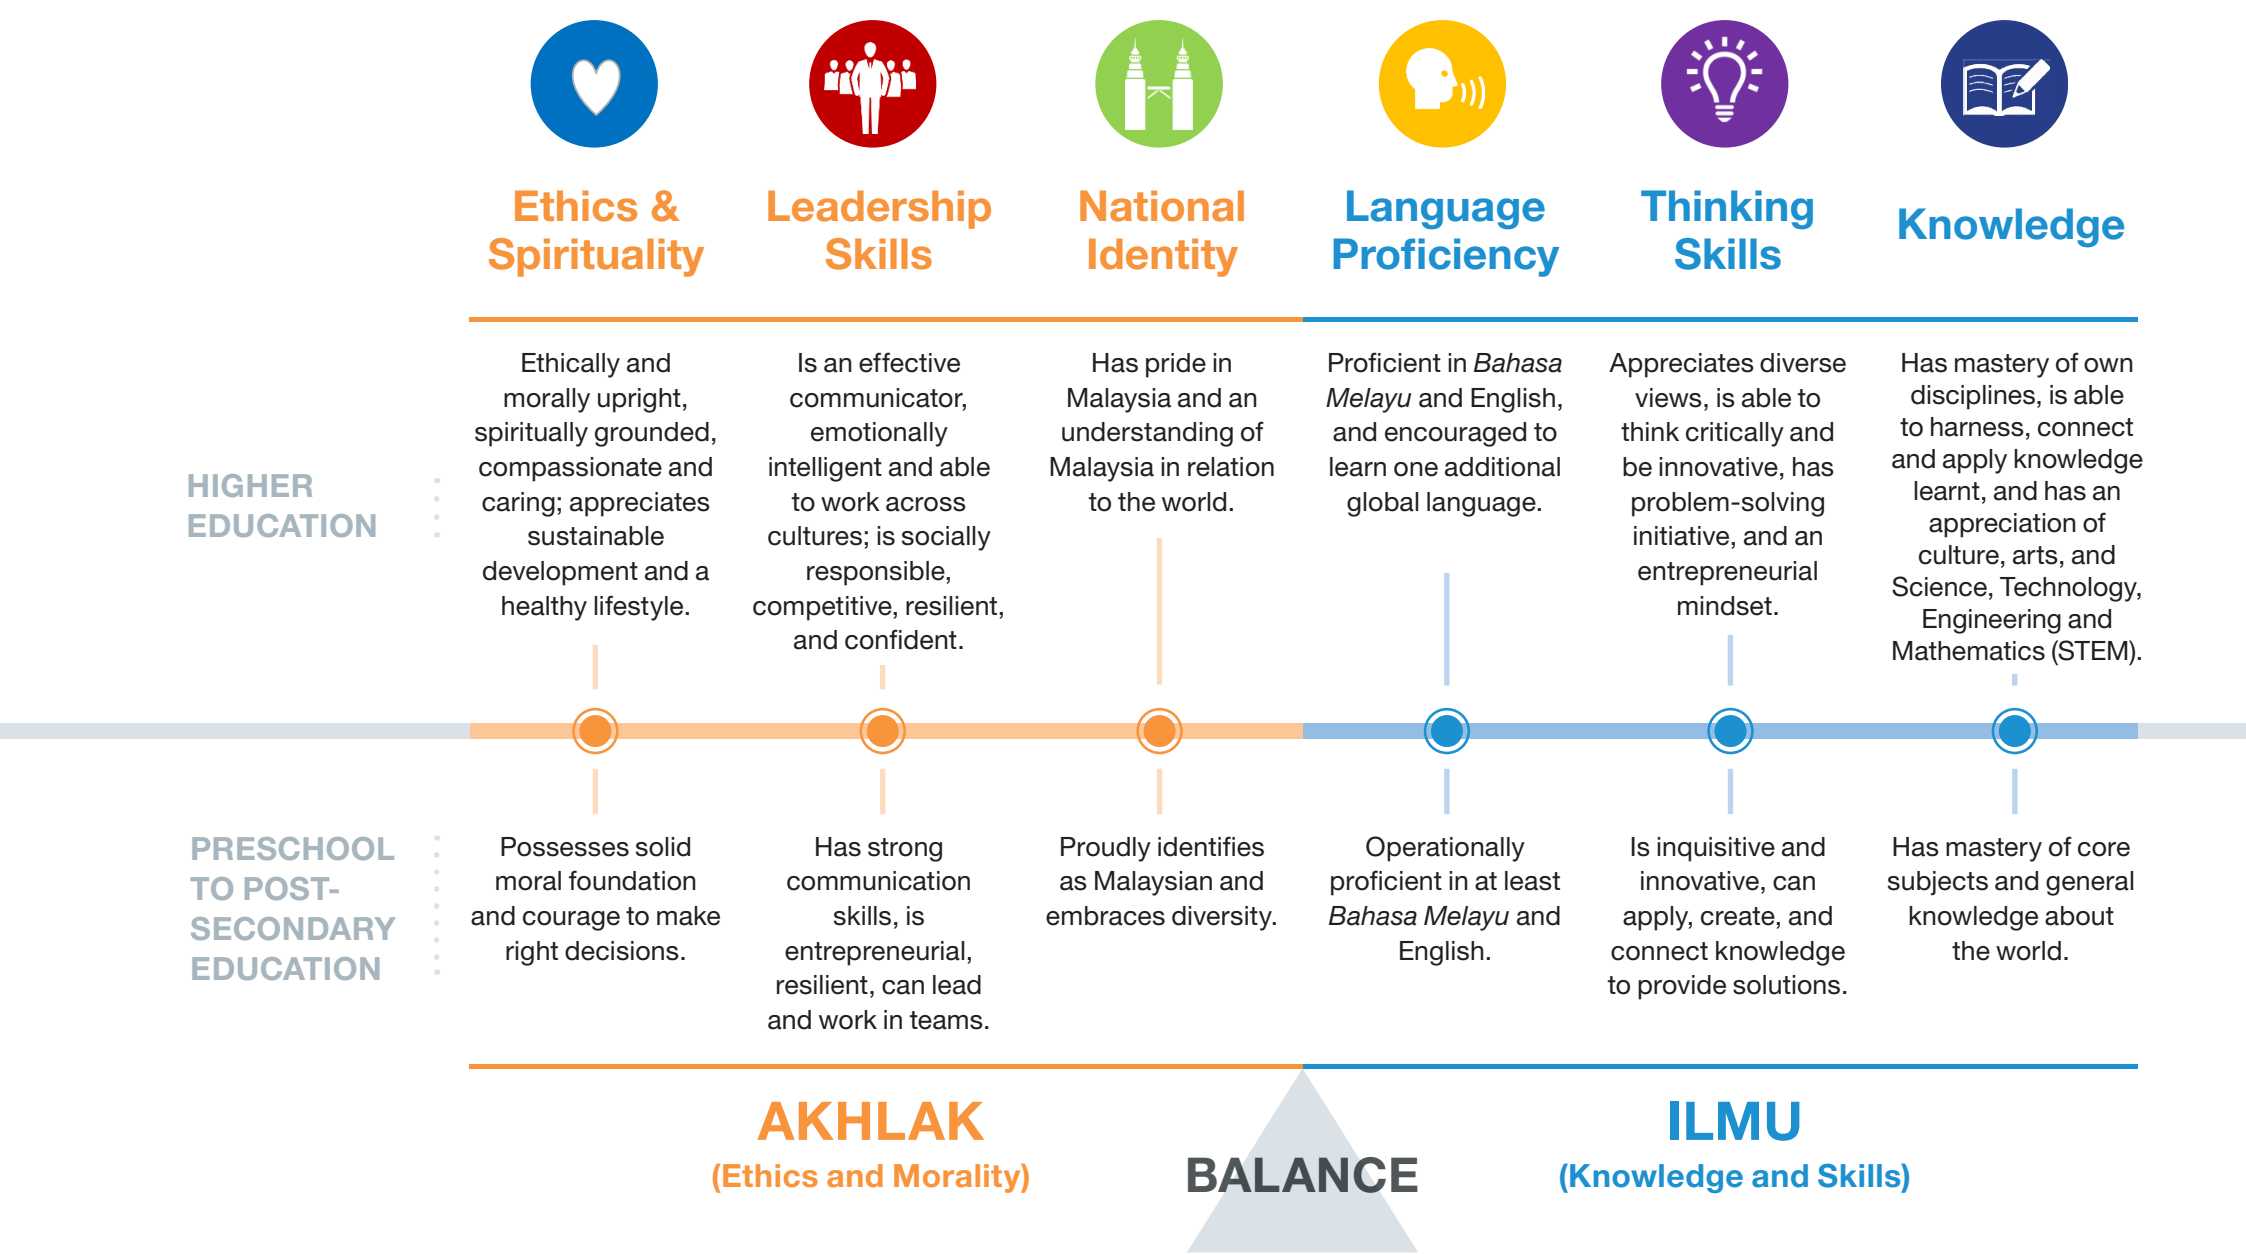 Ethics &
Spirituality
Leadership
Skills
National
Identity
Language
Proficiency
Thinking
Skills
Knowledge
HIGHER
EDUCATION
Ethically and
morally upright,
spiritually grounded,
compassionate and
caring; appreciates
sustainable
development and a
healthy lifestyle.
Is an effective
communicator,
emotionally
intelligent and able
to work across
cultures; is socially
responsible,
competitive, resilient,
and confident.
Has pride in
Malaysia and an
understanding of
Malaysia in relation
to the world.
Proficient in Bahasa
Melayu and English,
and encouraged to
learn one additional
global language.
Appreciates diverse
views, is able to
think critically and
be innovative, has
problem-solving
initiative, and an
entrepreneurial
mindset.
Has mastery of own
disciplines, is able
to harness, connect
and apply knowledge
learnt, and has an
appreciation of
culture, arts, and
Science, Technology,
Engineering and
Mathematics (STEM).
PRESCHOOL
TO POST-
SECONDARY
EDUCATION
Possesses solid
moral foundation
and courage to make
right decisions.
Has strong
communication
skills, is
entrepreneurial,
resilient, can lead
and work in teams.
Proudly identifies
as Malaysian and
embraces diversity.
Operationally
proficient in at least
Bahasa Melayu and
English.
Is inquisitive and
innovative, can
apply, create, and
connect knowledge
to provide solutions.
Has mastery of core
subjects and general
knowledge about
the world.
AKHLAK
(Ethics and Morality)
BALANCE
ILMU
(Knowledge and Skills)